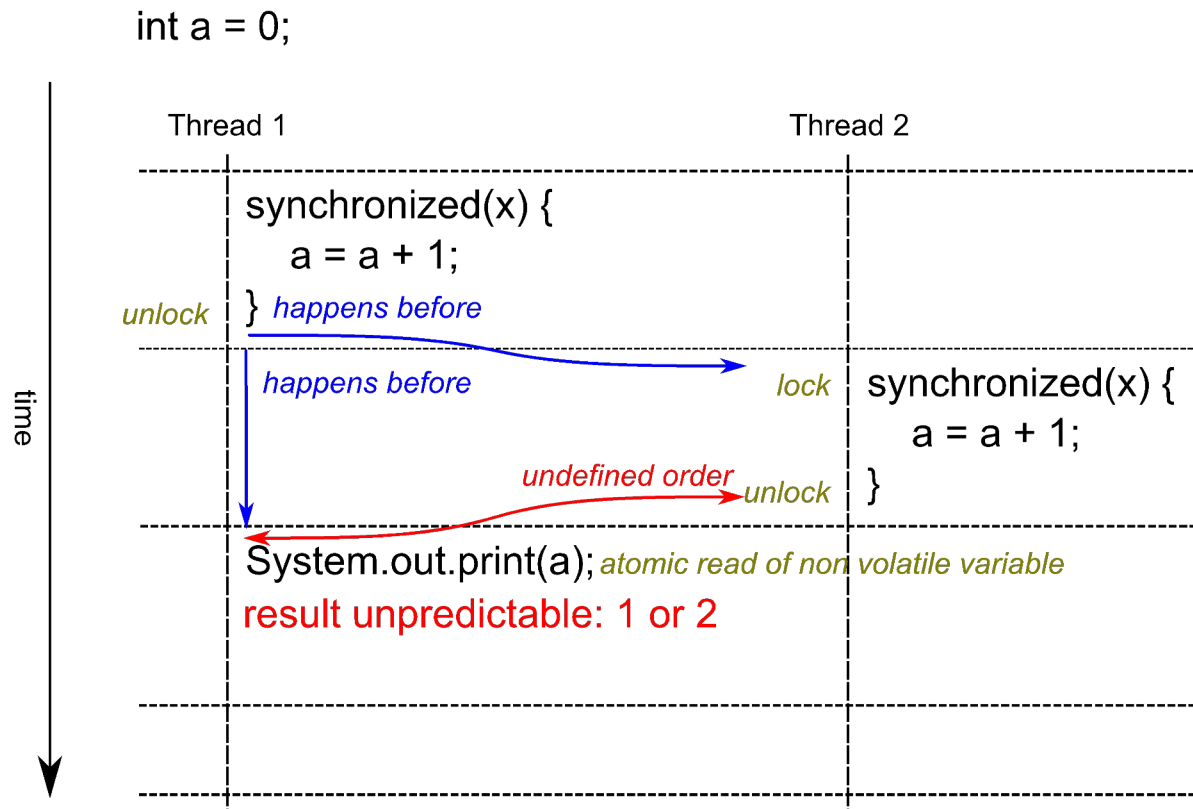 int a = 0;
Thread 1
Thread 2
synchronized(x) {
a = a + 1;
unlock } happens before
happens before
lock synchronized(x) {
a = a + 1;
time
undefined order
unlock }
System.out.print(a); atomic read of non volatile variable
result unpredictable: 1 or 2